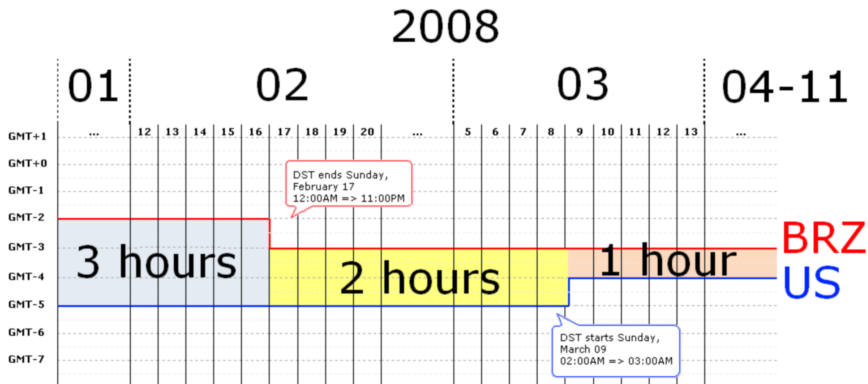 2008
01 02 03 04-11
... 12 13 14 15 16 17 18 19 20 ... 5 6 7 8 9 10 11 12 13 ...
GMT+1
GMT+0
GMT-1
GMT-2
GMT-3
GMT-4
GMT-5
GMT-6
GMT-7
DST ends Sunday,
February 17
12:00AM => 11:00PM
3 hours
2 hours
1 hour
BRZ
US
DST starts Sunday,
March 09
02:00AM => 03:00AM